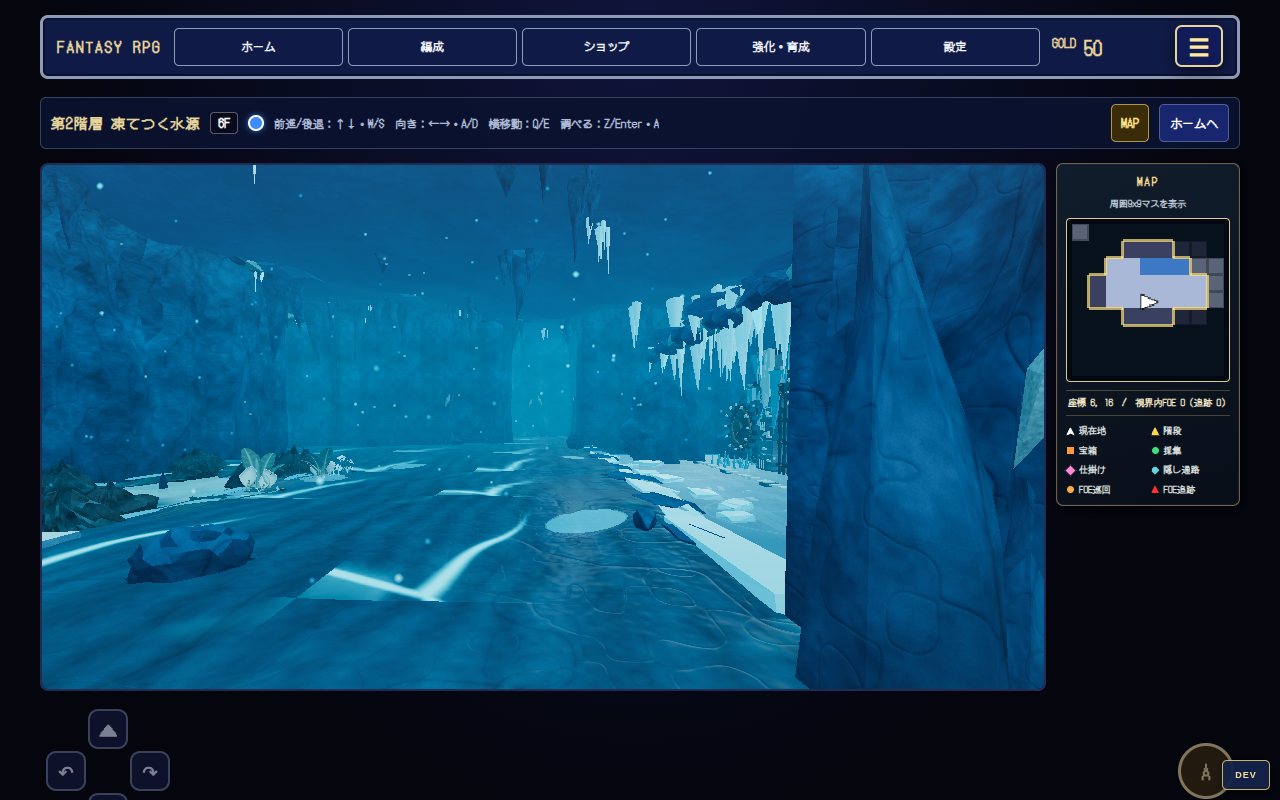 FANTASY RPG ホーム 編成 ショップ 強化・育成 設定 GOLD 50
第2階層 凍てつく水源 6F 前進/後退:↑↓・W/S 向き:←→・A/D 横移動:Q/E 調べる:Z/Enter・A MAP ホームへ
MAP
周囲9x9マスを表示
座標 6, 16 / 視界内FOE 0 (追跡 0)
現在地 階段
宝箱 採集
仕掛け 隠し通路
FOE巡回 FOE追跡
A DEV